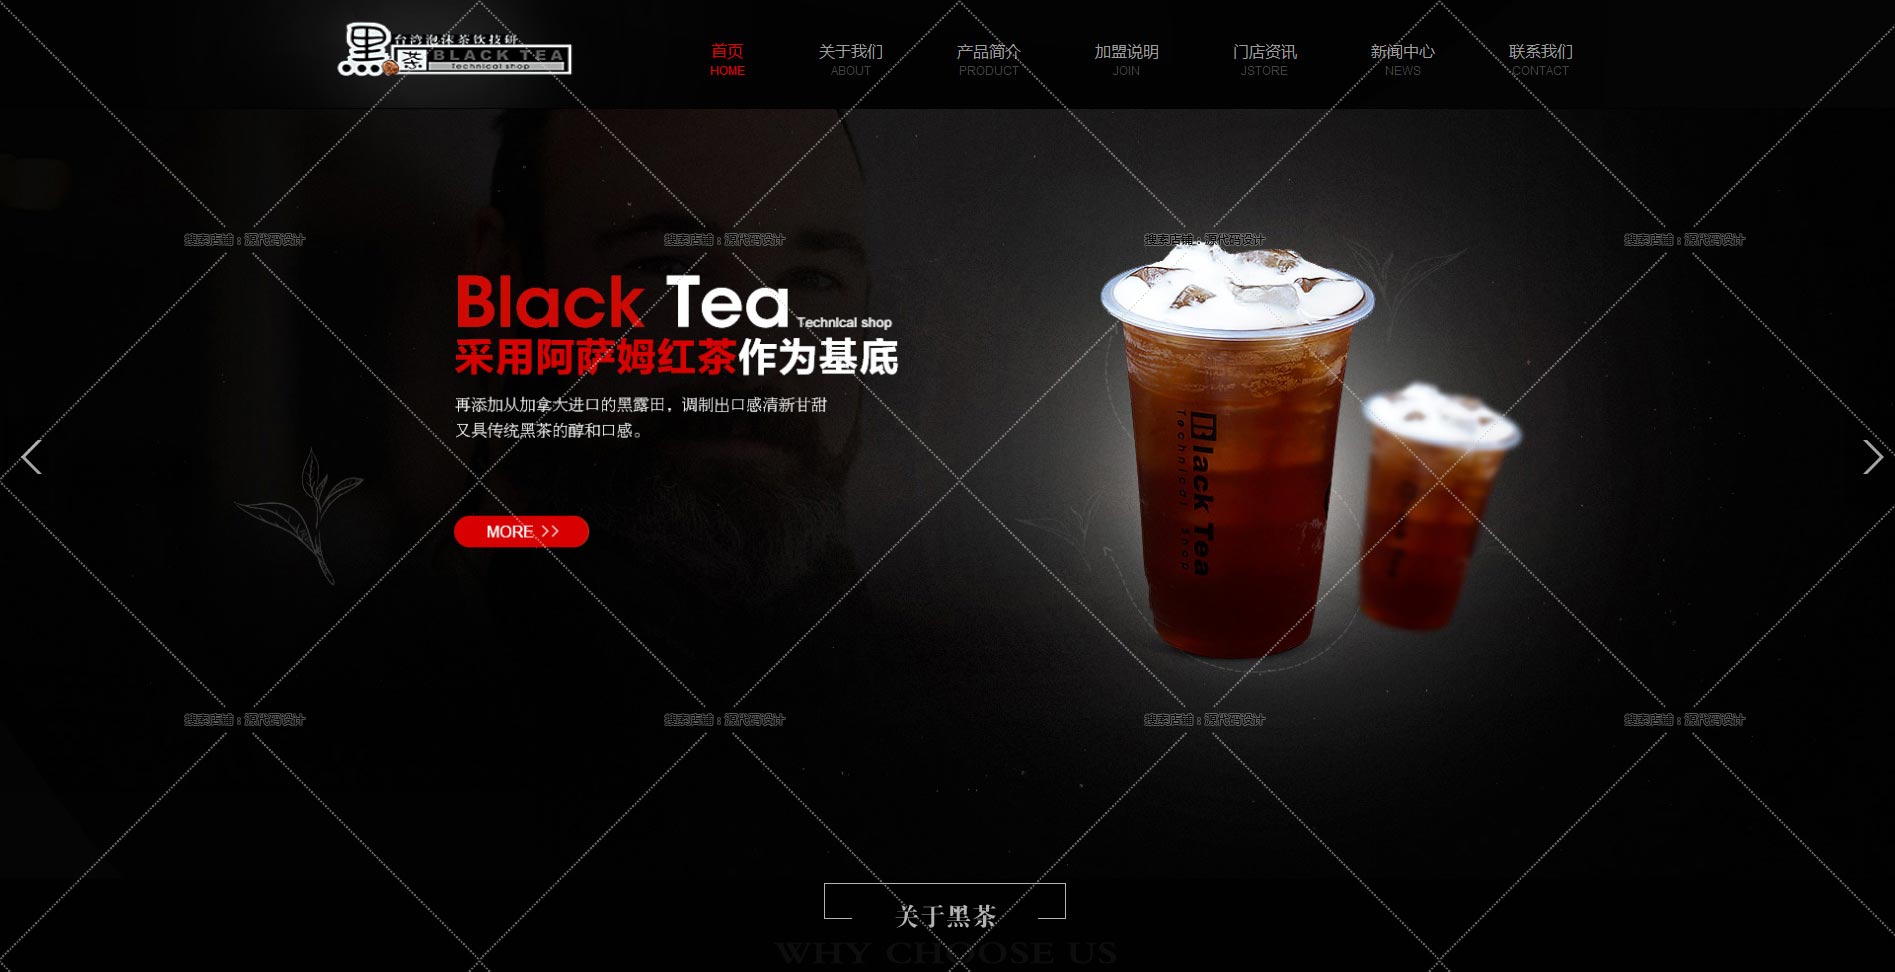 台湾泡沫茶饮技研
黑茶 BLACK TEA
Technical shop
首页 关于我们 产品简介 加盟说明 门店资讯 新闻中心 联系我们
HOME ABOUT PRODUCT JOIN JSTORE NEWS CONTACT
搜索店铺：源代码设计 搜索店铺：源代码设计 搜索店铺：源代码设计 搜索店铺：源代码设计
Black Tea Technical shop
采用阿萨姆红茶作为基底
再添加从加拿大进口的黑露田，调制出口感清新甘甜
又具传统黑茶的醇和口感。
MORE >>
Black Tea
Technical Shop
搜索店铺：源代码设计 搜索店铺：源代码设计 搜索店铺：源代码设计 搜索店铺：源代码设计
关于黑茶
WHY CHOOSE US